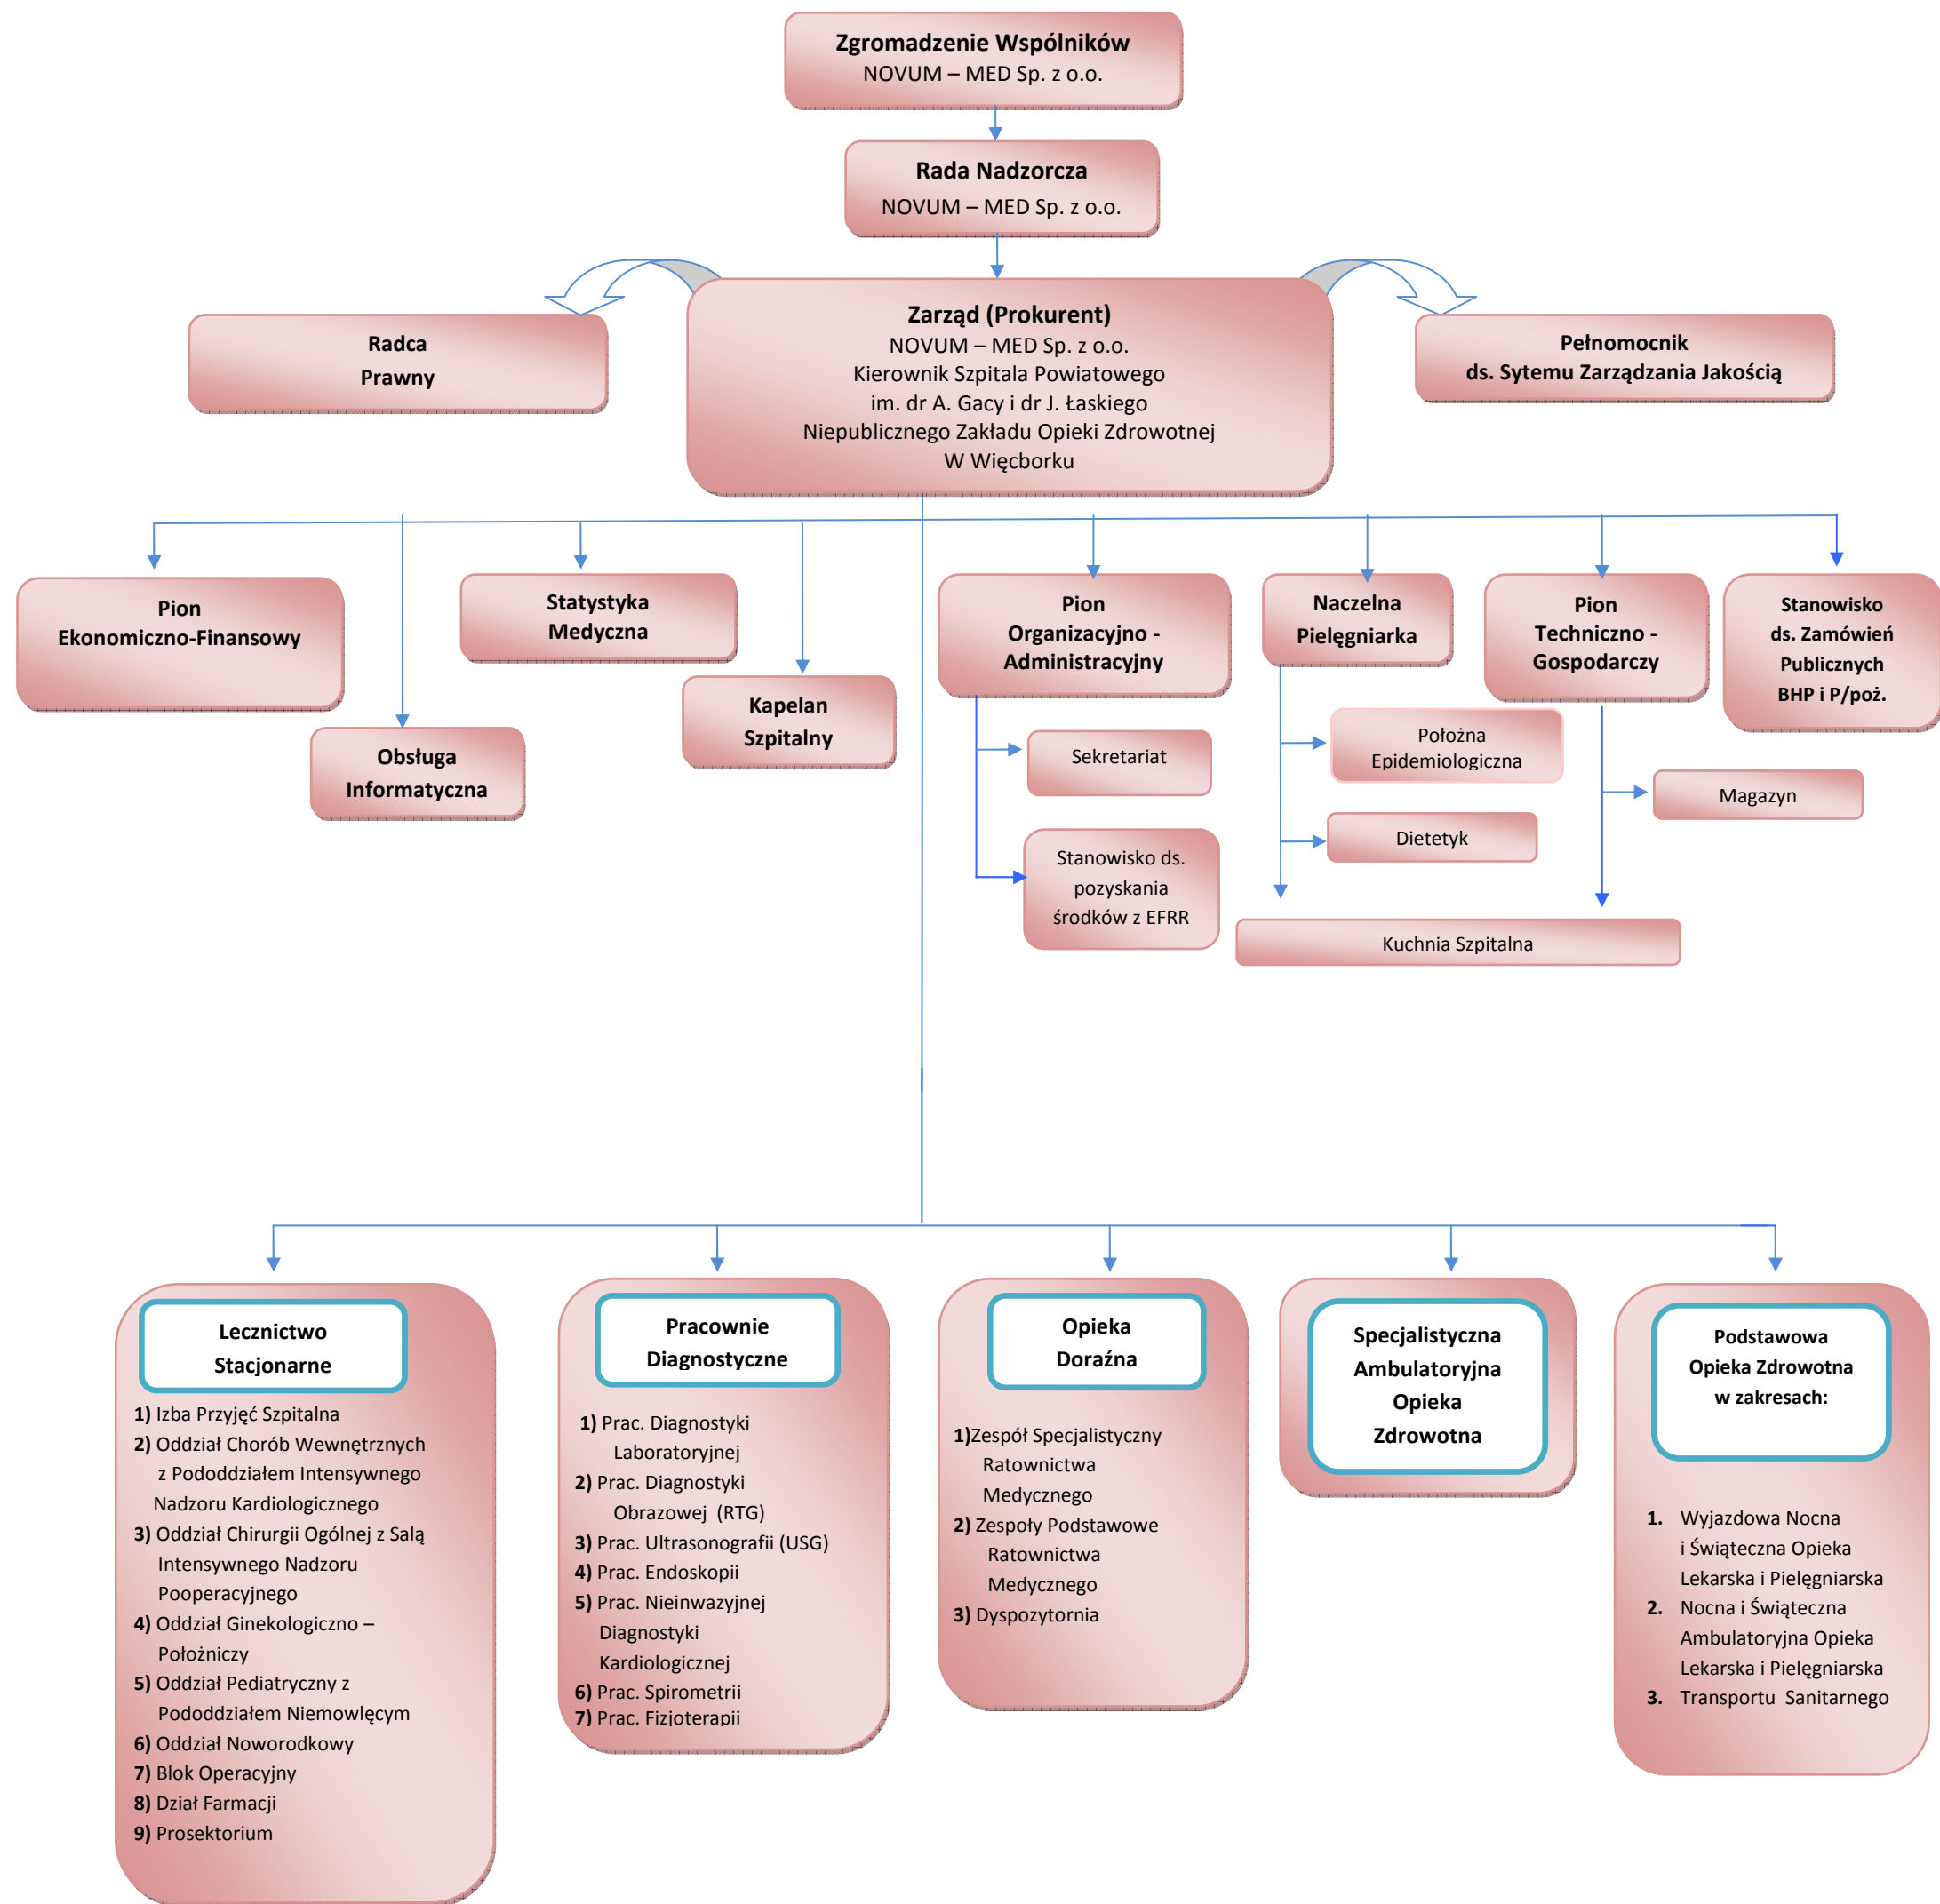 Zgromadzenie Wspólników
NOVUM – MED Sp. z o.o.
Rada Nadzorcza
NOVUM – MED Sp. z o.o.
Radca
Prawny
Zarząd (Prokurent)
NOVUM – MED Sp. z o.o.
Kierownik Szpitala Powiatowego
im. dr A. Gacy i dr J. Łaskiego
Niepublicznego Zakładu Opieki Zdrowotnej
W Więcborku
Pełnomocnik
ds. Sytemu Zarządzania Jakością
Pion
Ekonomiczno-Finansowy
Obsługa
Informatyczna
Statystyka
Medyczna
Kapelan
Szpitalny
Pion
Organizacyjno -
Administracyjny
Sekretariat
Stanowisko ds.
pozyskania
środków z EFRR
Naczelna
Pielęgniarka
Położna
Epidemiologiczna
Dietetyk
Pion
Techniczno -
Gospodarczy
Magazyn
Kuchnia Szpitalna
Stanowisko
ds. Zamówień
Publicznych
BHP i P/poż.
Lecznictwo
Stacjonarne
1) Izba Przyjęć Szpitalna
2) Oddział Chorób Wewnętrznych
z Pododdziałem Intensywnego
Nadzoru Kardiologicznego
3) Oddział Chirurgii Ogólnej z Salą
Intensywnego Nadzoru
Pooperacyjnego
4) Oddział Ginekologiczno –
Położniczy
5) Oddział Pediatryczny z
Pododdziałem Niemowlęcym
6) Oddział Noworodkowy
7) Blok Operacyjny
8) Dział Farmacji
9) Prosektorium
Pracownie
Diagnostyczne
1) Prac. Diagnostyki
Laboratoryjnej
2) Prac. Diagnostyki
Obrazowej (RTG)
3) Prac. Ultrasonografii (USG)
4) Prac. Endoskopii
5) Prac. Nieinwazyjnej
Diagnostyki
Kardiologicznej
6) Prac. Spirometrii
7) Prac. Fizjoterapii
Opieka
Doraźna
1)Zespół Specjalistyczny
Ratownictwa
Medycznego
2) Zespoły Podstawowe
Ratownictwa
Medycznego
3) Dyspozytornia
Specjalistyczna
Ambulatoryjna
Opieka
Zdrowotna
Podstawowa
Opieka Zdrowotna
w zakresach:
1. Wyjazdowa Nocna
i Świąteczna Opieka
Lekarska i Pielęgniarska
2. Nocna i Świąteczna
Ambulatoryjna Opieka
Lekarska i Pielęgniarska
3. Transportu Sanitarnego